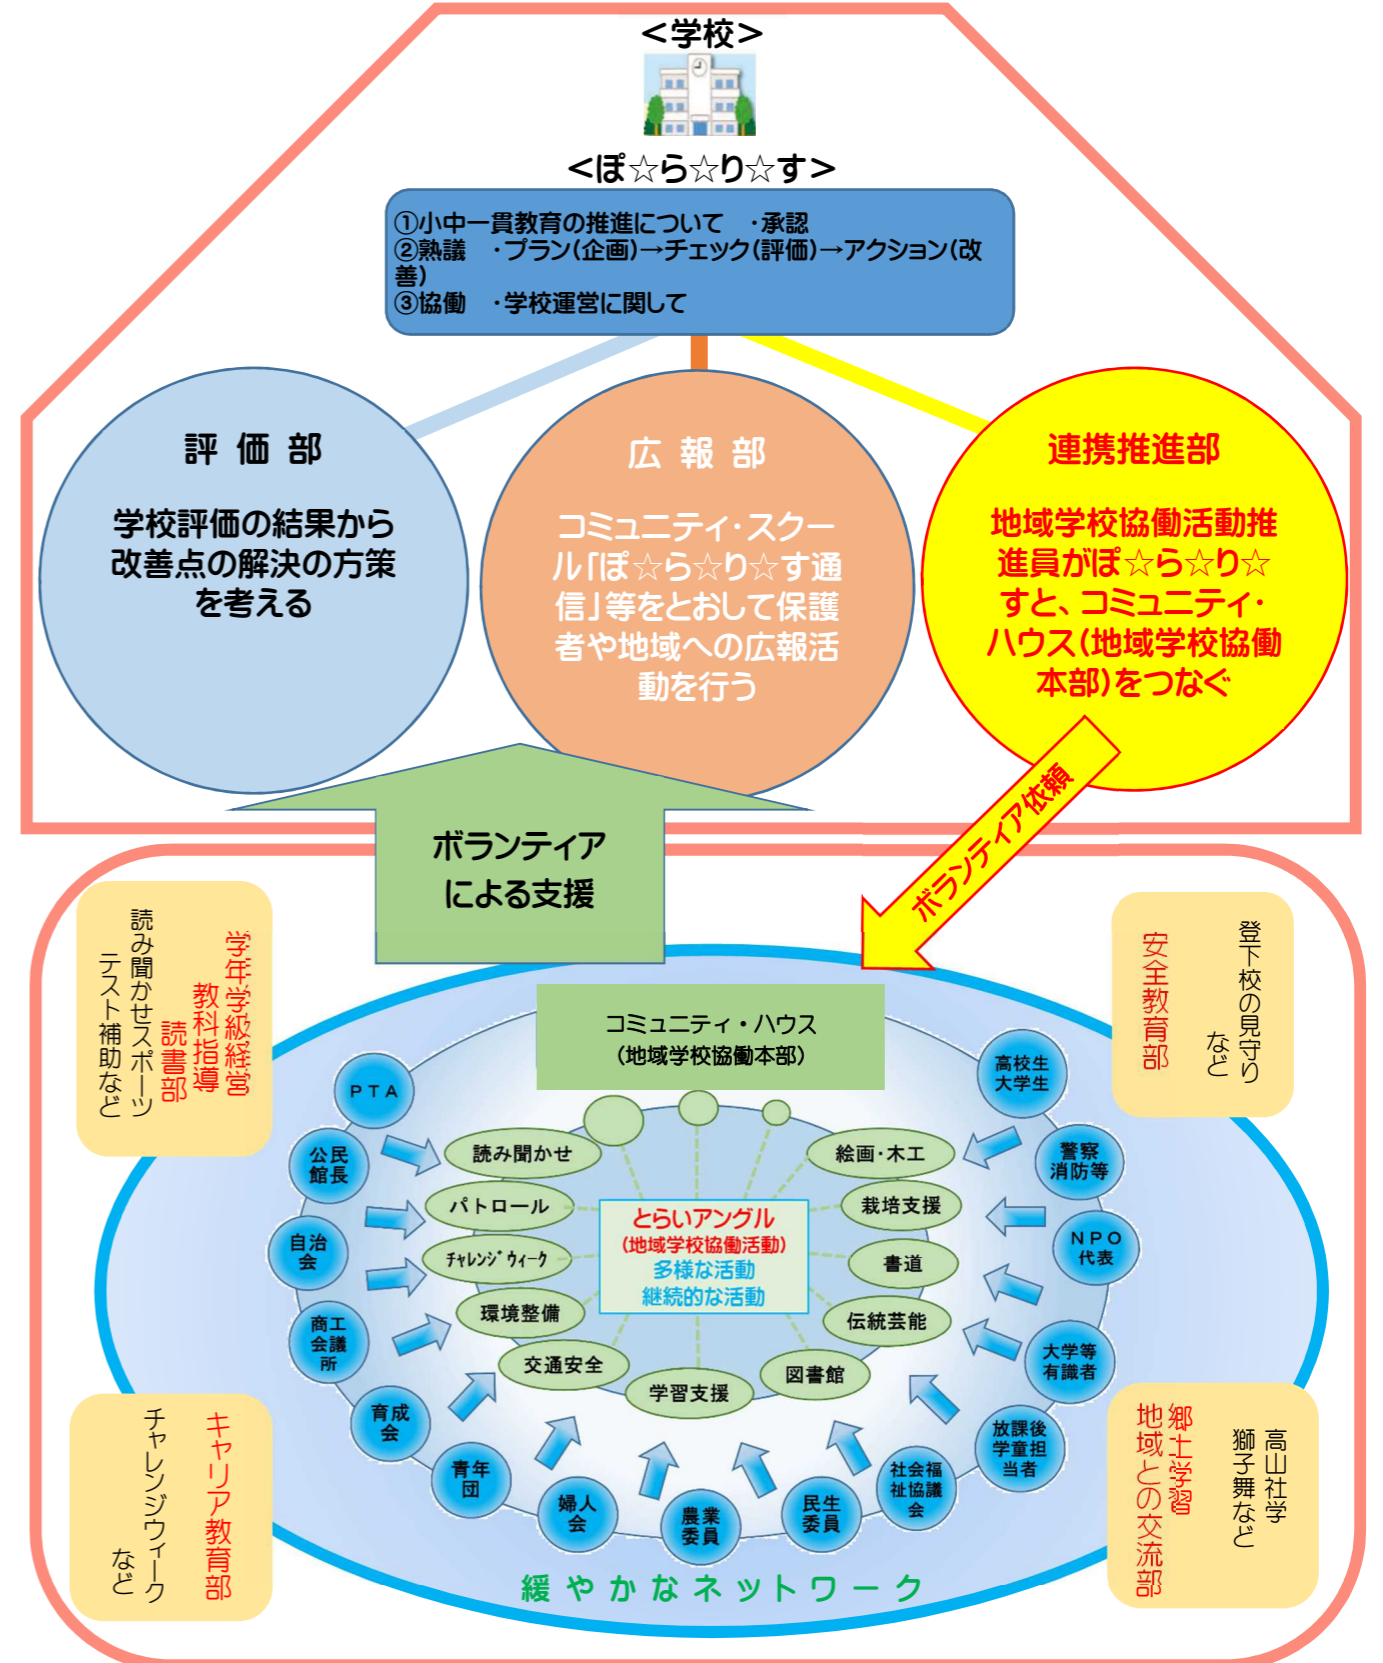 <学校>
<ぽ☆ら☆り☆す>
①小中一貫教育の推進について　・承認
②熟議　・プラン(企画)→チェック(評価)→アクション(改
善)
③協働　・学校運営に関して
評 価 部
学校評価の結果から
改善点の解決の方策
を考える
広 報 部
コミュニティ・スクー
ル「ぽ☆ら☆り☆す通
信」等をとおして保護
者や地域への広報活
動を行う
連携推進部
地域学校協働活動推
進員がぽ☆ら☆り☆
すと、コミュニティ・
ハウス(地域学校協働
本部)をつなぐ
ボランティア
による支援
ボランティア依頼
学年学級経営
教科指導
読書部
読み聞かせスポーツ
テスト補助など
登下校の見守り
など
安全教育部
コミュニティ・ハウス
(地域学校協働本部)
PTA
公民
館長
自治
会
商工
会議
所
育成
会
青年
団
婦人
会
農業
委員
民生
委員
社会福
祉協議
会
放課後
学童担
当者
大学等
有識者
NPO
代表
警察
消防等
高校生
大学生
読み聞かせ
パトロール
ﾁｬﾚﾝｼﾞｳｨｰｸ
環境整備
交通安全
学習支援
図書館
伝統芸能
書道
栽培支援
絵画・木工
とらいアングル
(地域学校協働活動)
多様な活動
継続的な活動
キャリア教育部
チャレンジウィーク
など
高山社学
獅子舞など
郷土学習
地域との交流部
緩やかなネットワーク